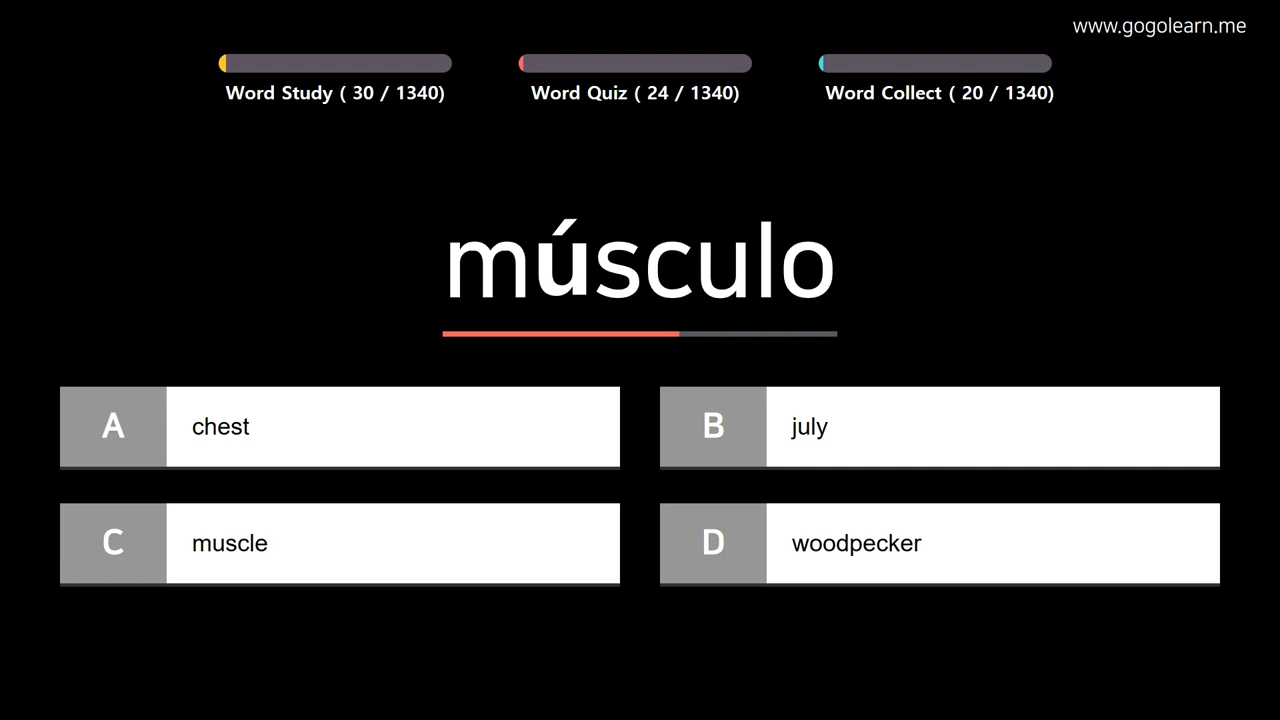 www.gogolearn.me
Word Study ( 30 / 1340)
Word Quiz ( 24 / 1340)
Word Collect ( 20 / 1340)
músculo
A chest
B july
C muscle
D woodpecker